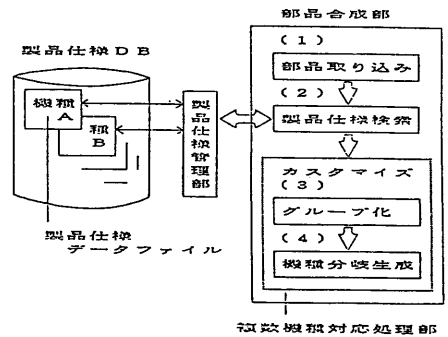 部品合成部
(1)
部品取り込み
製品仕様DB
(2)
製品仕様検索
機種
A
種
B
製品仕様管理部
カスタマイズ
(3)
グループ化
(4)
機種分岐生成
製品仕様
データファイル
複数機種対応処理部